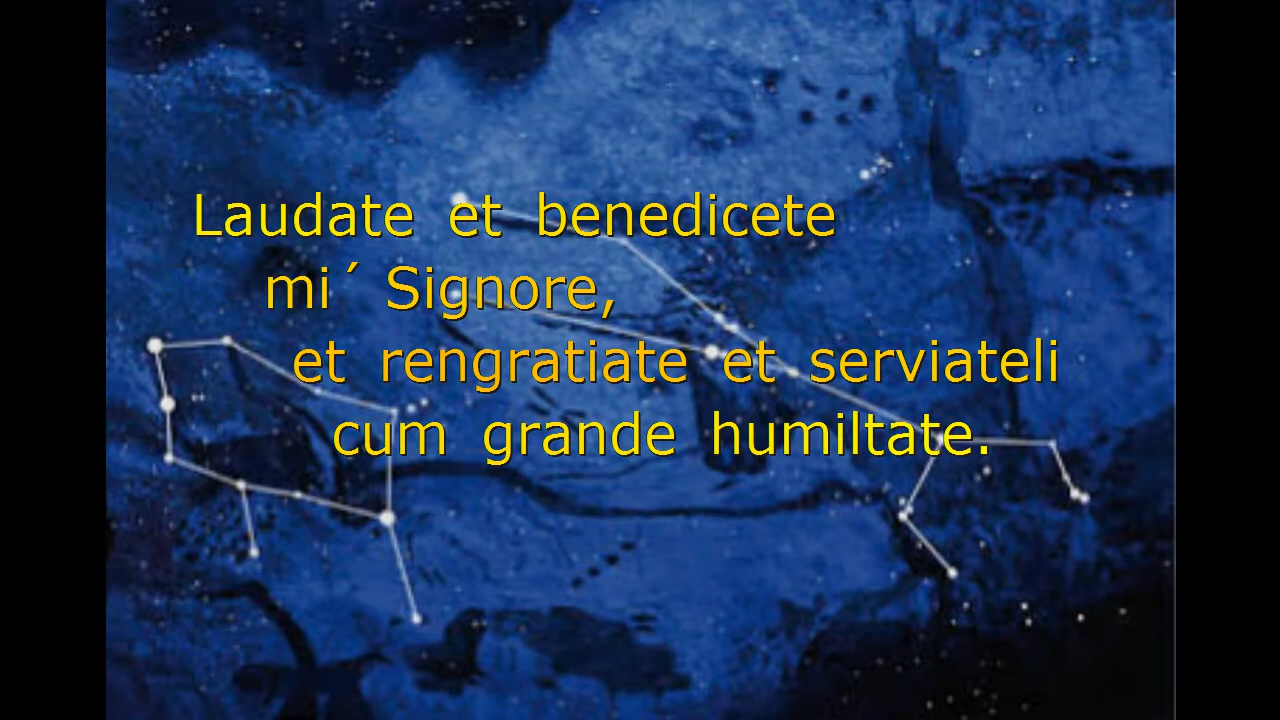 Laudate et benedicete
mi´ Signore,
et rengratiate et serviateli
cum grande humiltate.